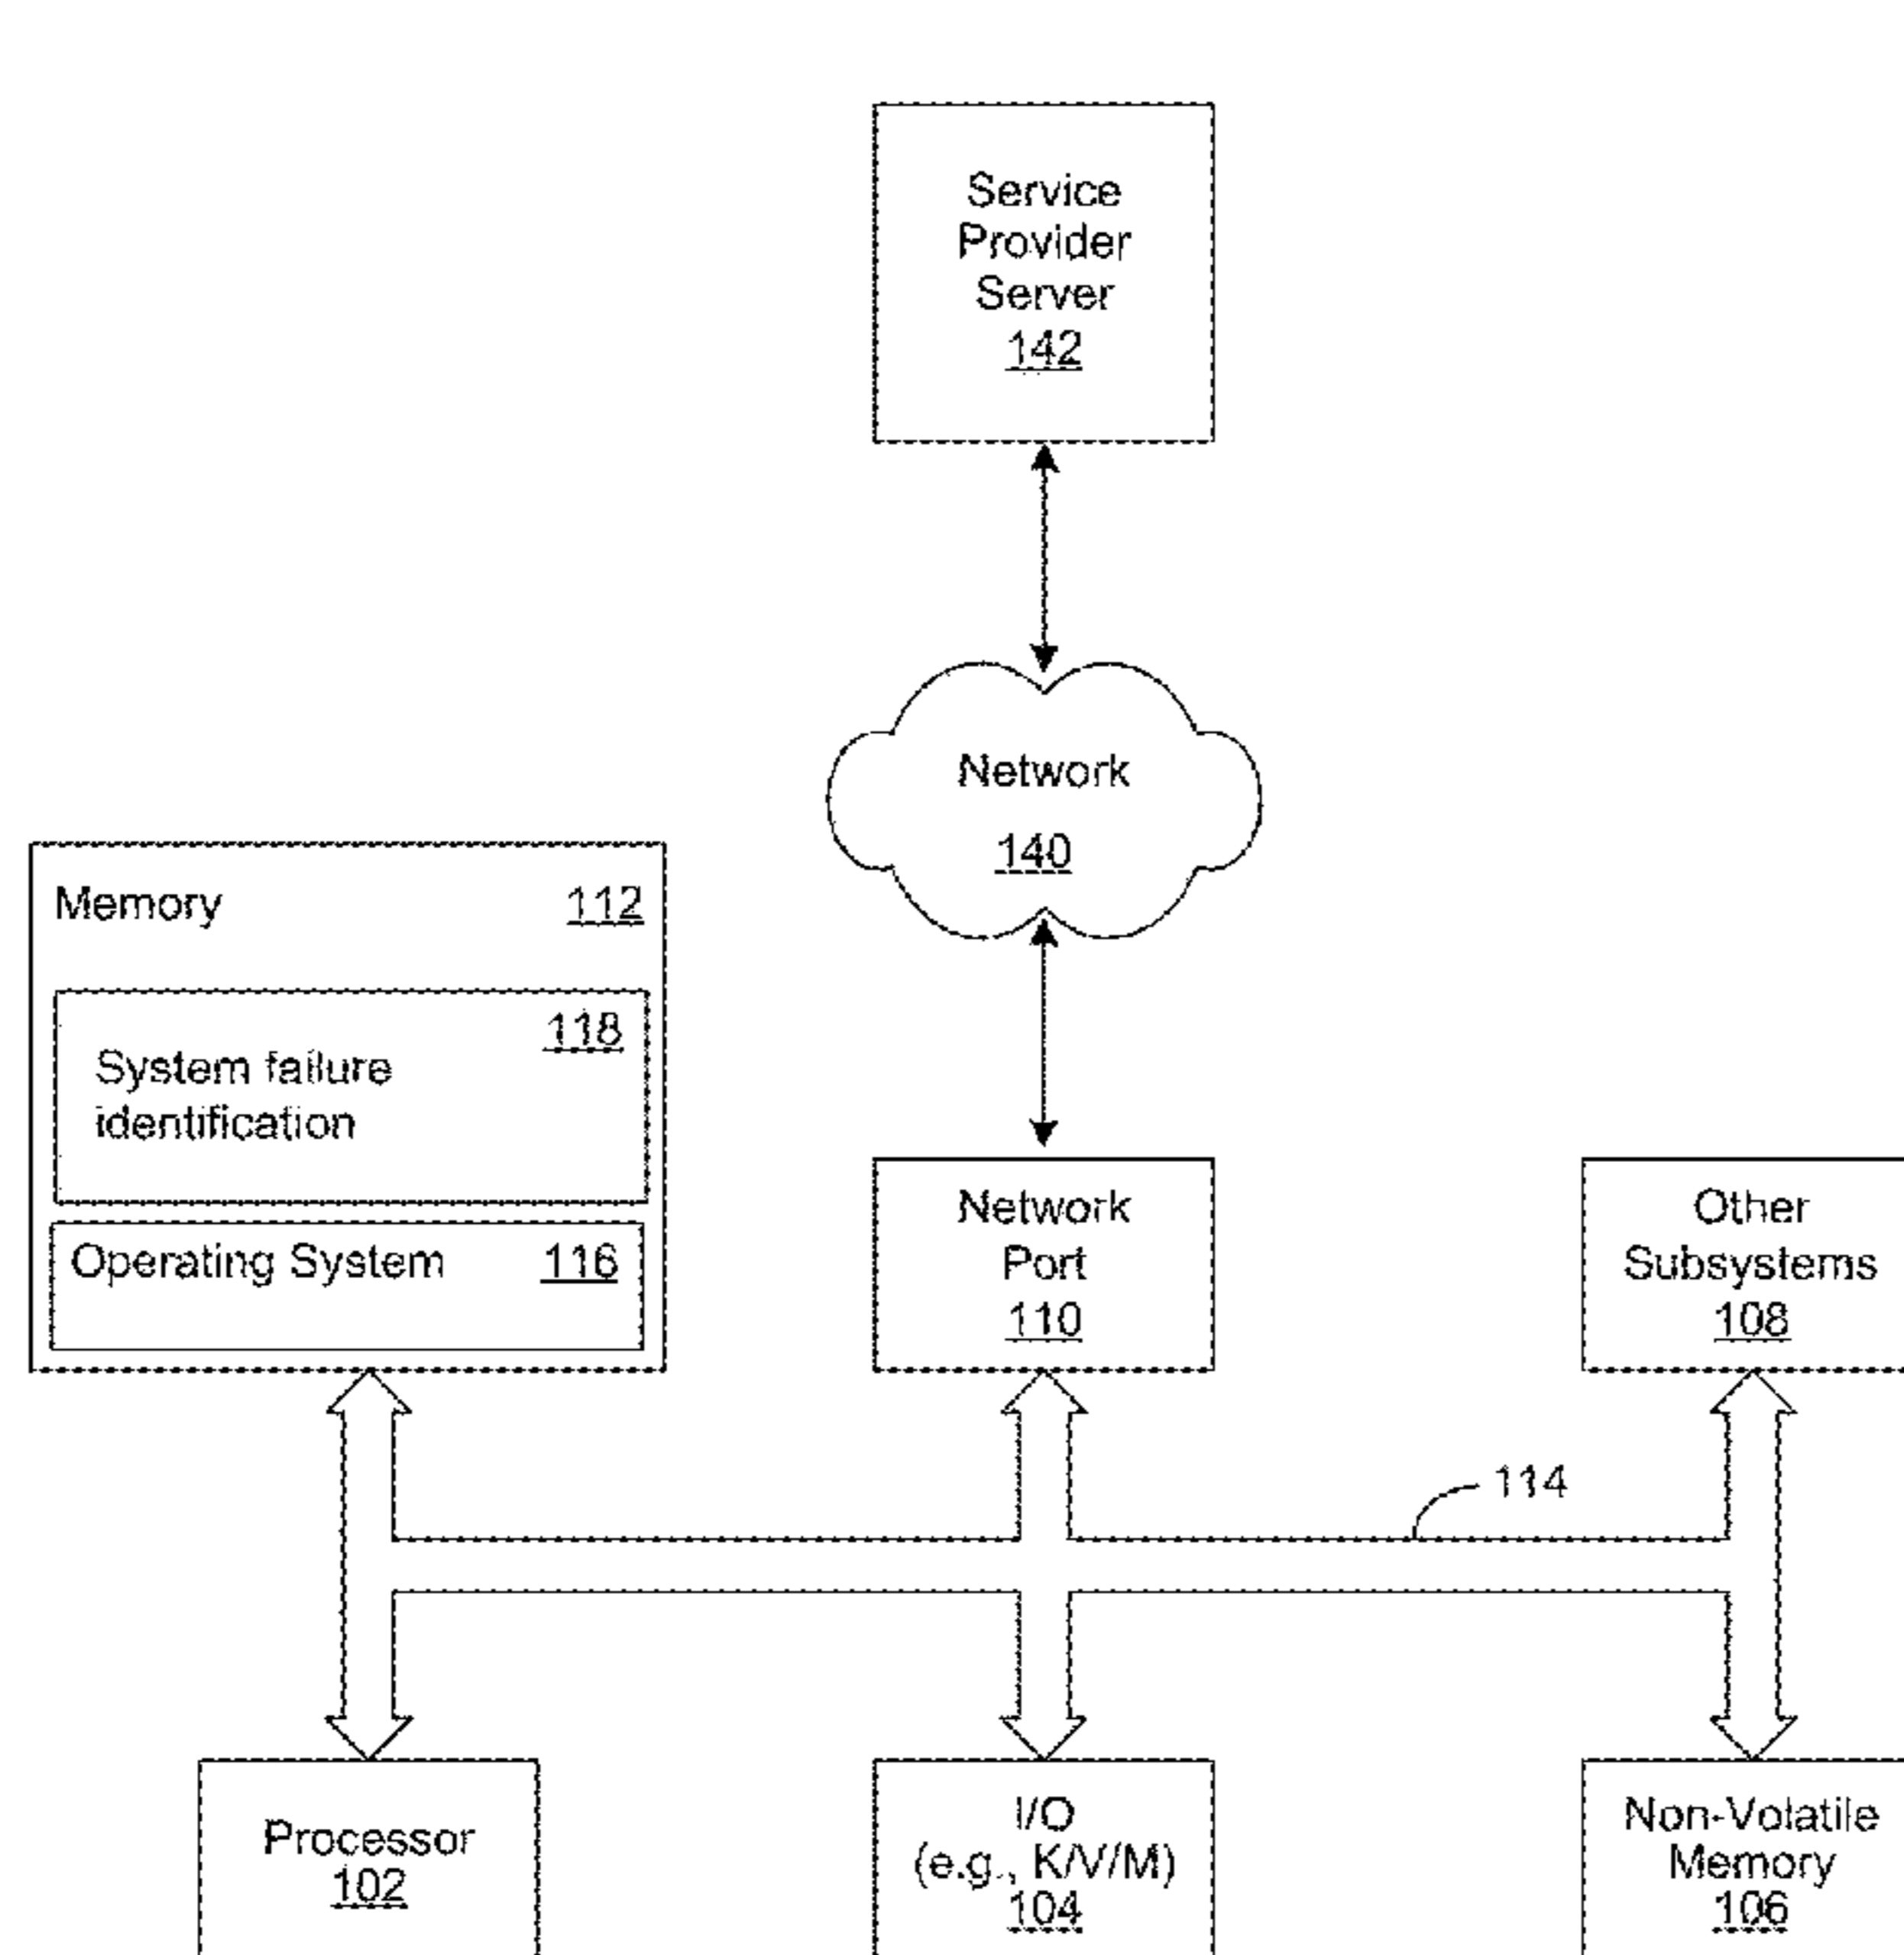 Service
Provider
Server
142
Network
140
Memory 112
118
System failure
identification
Operating System 116
Network
Port
110
Other
Subsystems
108
114
Processor
102
I/O
(e.g., K/V/M)
104
Non-Volatile
Memory
106